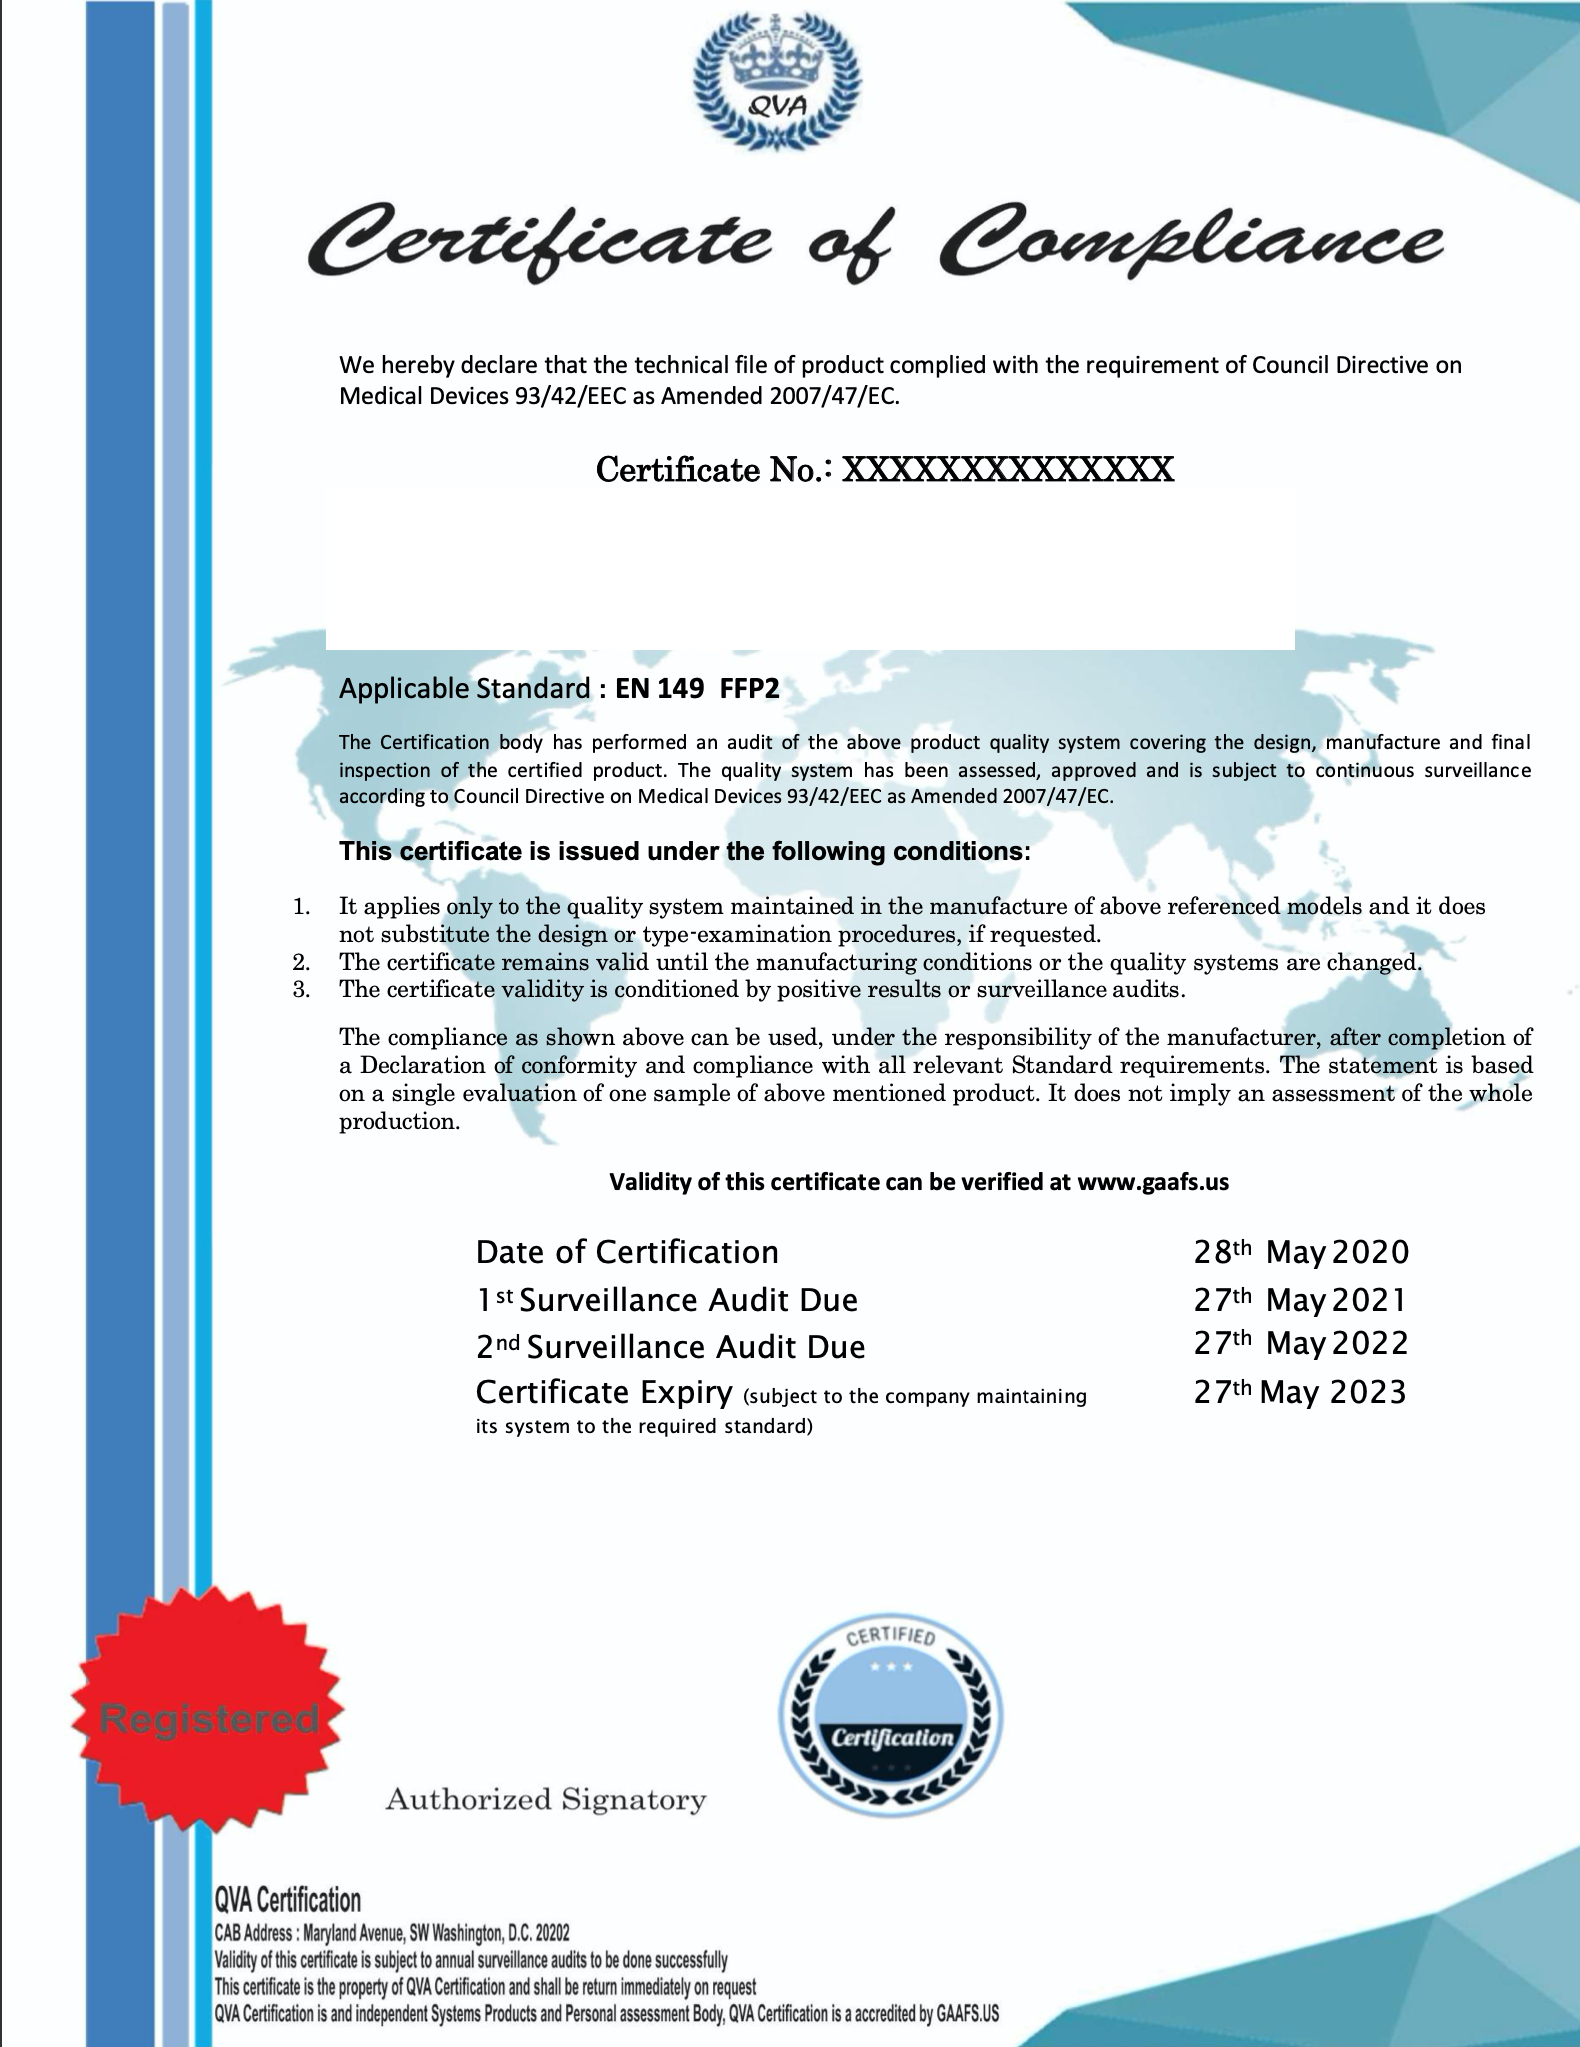 QVA
Certificate of Compliance
We hereby declare that the technical file of product complied with the requirement of Council Directive on
Medical Devices 93/42/EEC as Amended 2007/47/EC.
Certificate No.: XXXXXXXXXXXXXX
Applicable Standard : EN 149 FFP2
The Certification body has performed an audit of the above product quality system covering the design, manufacture and final
inspection of the certified product. The quality system has been assessed, approved and is subject to continuous surveillance
according to Council Directive on Medical Devices 93/42/EEC as Amended 2007/47/EC.
This certificate is issued under the following conditions:
1. It applies only to the quality system maintained in the manufacture of above referenced models and it does
not substitute the design or type-examination procedures, if requested.
2. The certificate remains valid until the manufacturing conditions or the quality systems are changed.
3. The certificate validity is conditioned by positive results or surveillance audits.
The compliance as shown above can be used, under the responsibility of the manufacturer, after completion of
a Declaration of conformity and compliance with all relevant Standard requirements. The statement is based
on a single evaluation of one sample of above mentioned product. It does not imply an assessment of the whole
production.
Validity of this certificate can be verified at www.gaafs.us
Date of Certification 28th May 2020
1st Surveillance Audit Due 27th May 2021
2nd Surveillance Audit Due 27th May 2022
Certificate Expiry (subject to the company maintaining 27th May 2023
its system to the required standard)
CERTIFIED
Certification
Registered
Authorized Signatory
QVA Certification
CAB Address : Maryland Avenue, SW Washington, D.C. 20202
Validity of this certificate is subject to annual surveillance audits to be done successfully
This certificate is the property of QVA Certification and shall be return immediately on request
QVA Certification is and independent Systems Products and Personal assessment Body, QVA Certification is a accredited by GAAFS.US